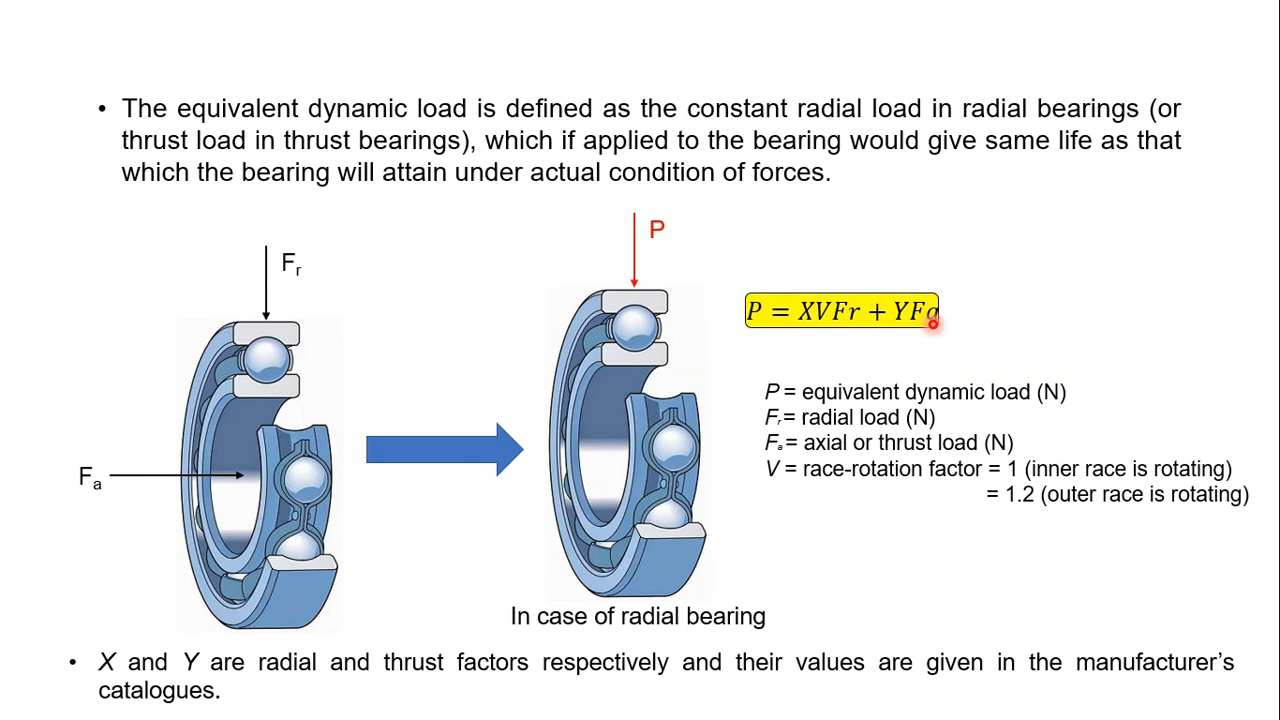 • The equivalent dynamic load is defined as the constant radial load in radial bearings (or
thrust load in thrust bearings), which if applied to the bearing would give same life as that
which the bearing will attain under actual condition of forces.
P
Fr
P = XVFr + YFa
P = equivalent dynamic load (N)
Fr = radial load (N)
Fa = axial or thrust load (N)
Fa
V = race-rotation factor = 1 (inner race is rotating)
= 1.2 (outer race is rotating)
In case of radial bearing
• X and Y are radial and thrust factors respectively and their values are given in the manufacturer’s
catalogues.